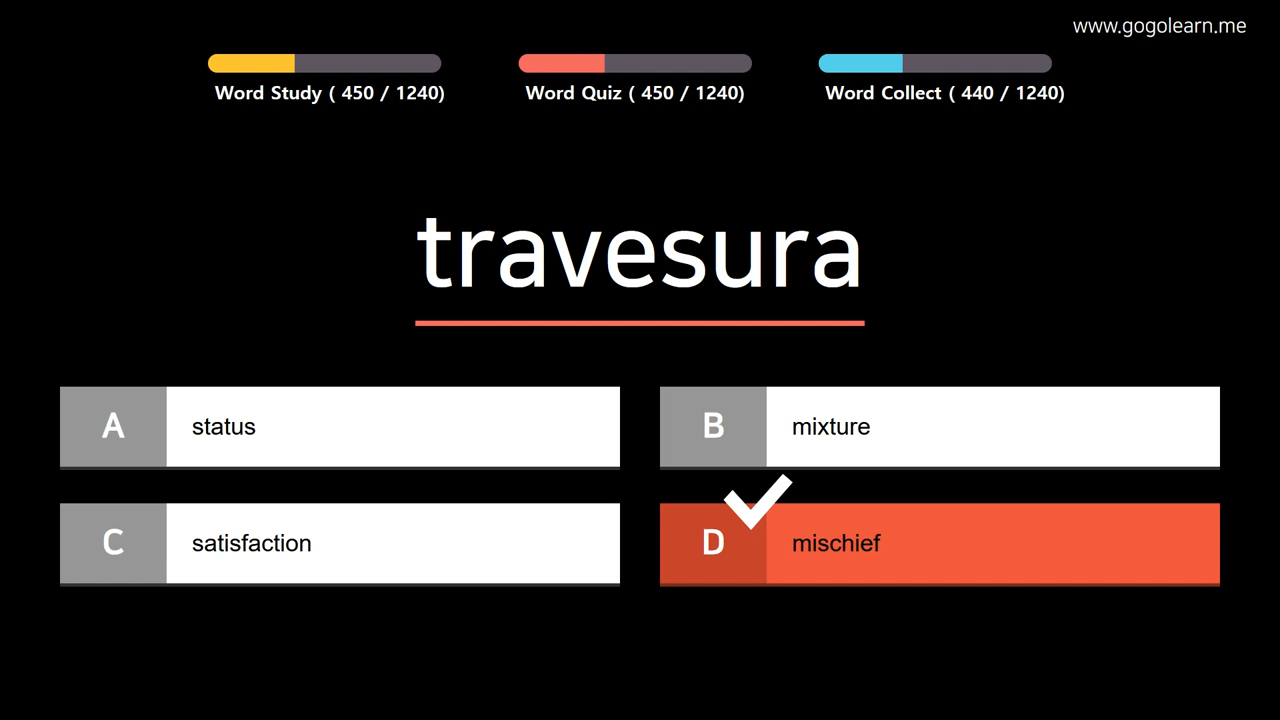 www.gogolearn.me
Word Study ( 450 / 1240)
Word Quiz ( 450 / 1240)
Word Collect ( 440 / 1240)
travesura
A status
B mixture
C satisfaction
D mischief